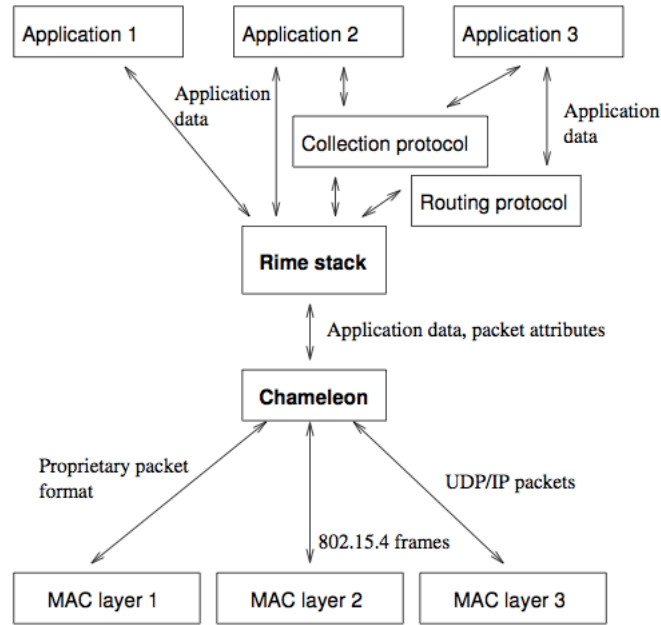 Application 1
Application 2
Application 3
Application
data
Application
data
Collection protocol
Routing protocol
Rime stack
Application data, packet attributes
Chameleon
Proprietary packet
format
UDP/IP packets
802.15.4 frames
MAC layer 1
MAC layer 2
MAC layer 3